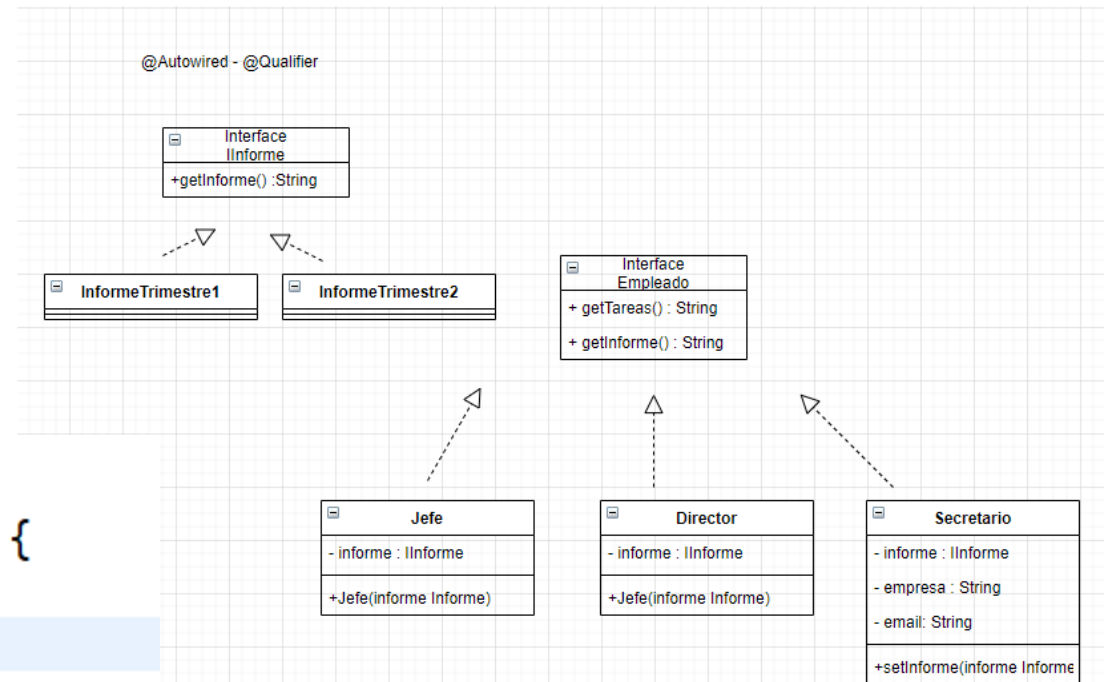 @Autowired - @Qualifier
Interface
IInforme
+getInforme() :String
InformeTrimestre1
InformeTrimestre2
Interface
Empleado
+ getTareas() : String
+ getInforme() : String
{
Jefe
- informe : IInforme
+Jefe(informe Informe)
Director
- informe : IInforme
+Jefe(informe Informe)
Secretario
- informe : IInforme
- empresa : String
- email: String
+setInforme(informe Informe